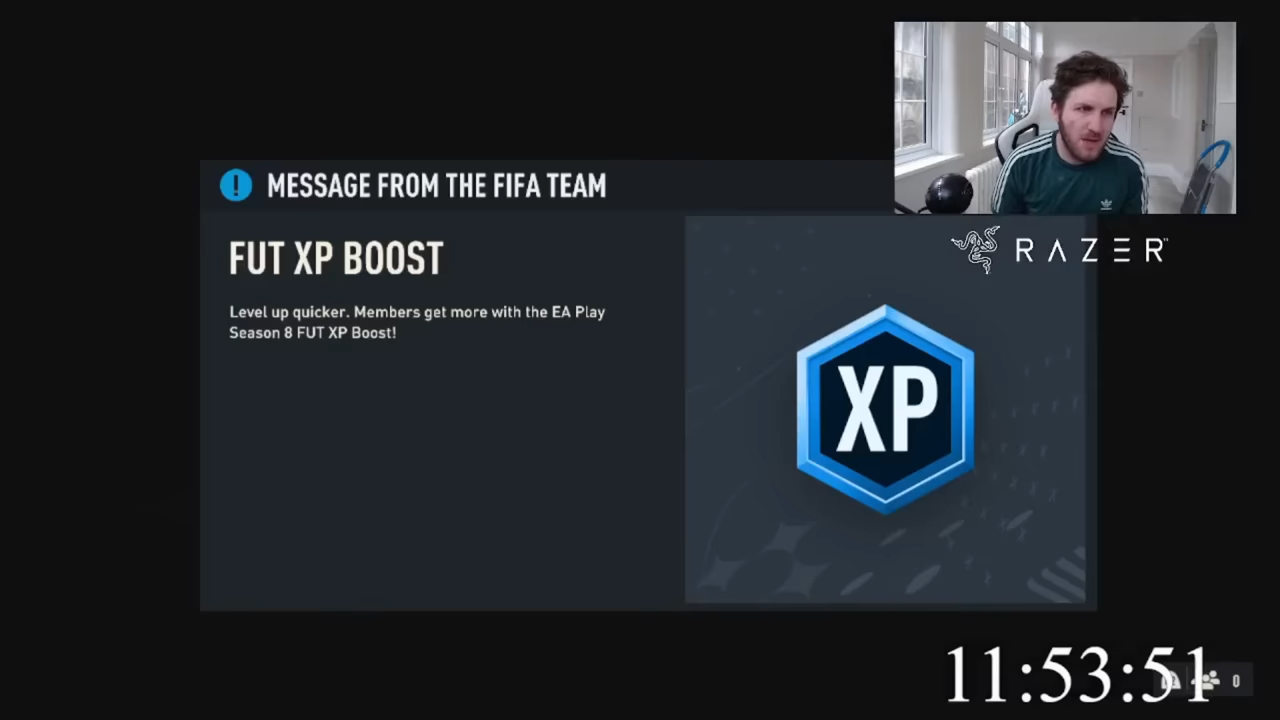 MESSAGE FROM THE FIFA TEAM
RAZER
FUT XP BOOST
Level up quicker. Members get more with the EA Play
Season 8 FUT XP Boost!
XP
11:53:51
0